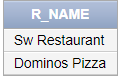 R_NAME
Sw Restaurant
Dominos Pizza